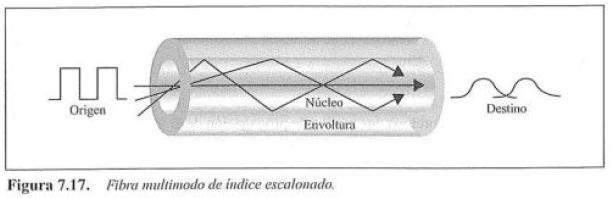 Origen
Núcleo
Envoltura
Destino
Figura 7.17. Fibra multimodo de índice escalonado.